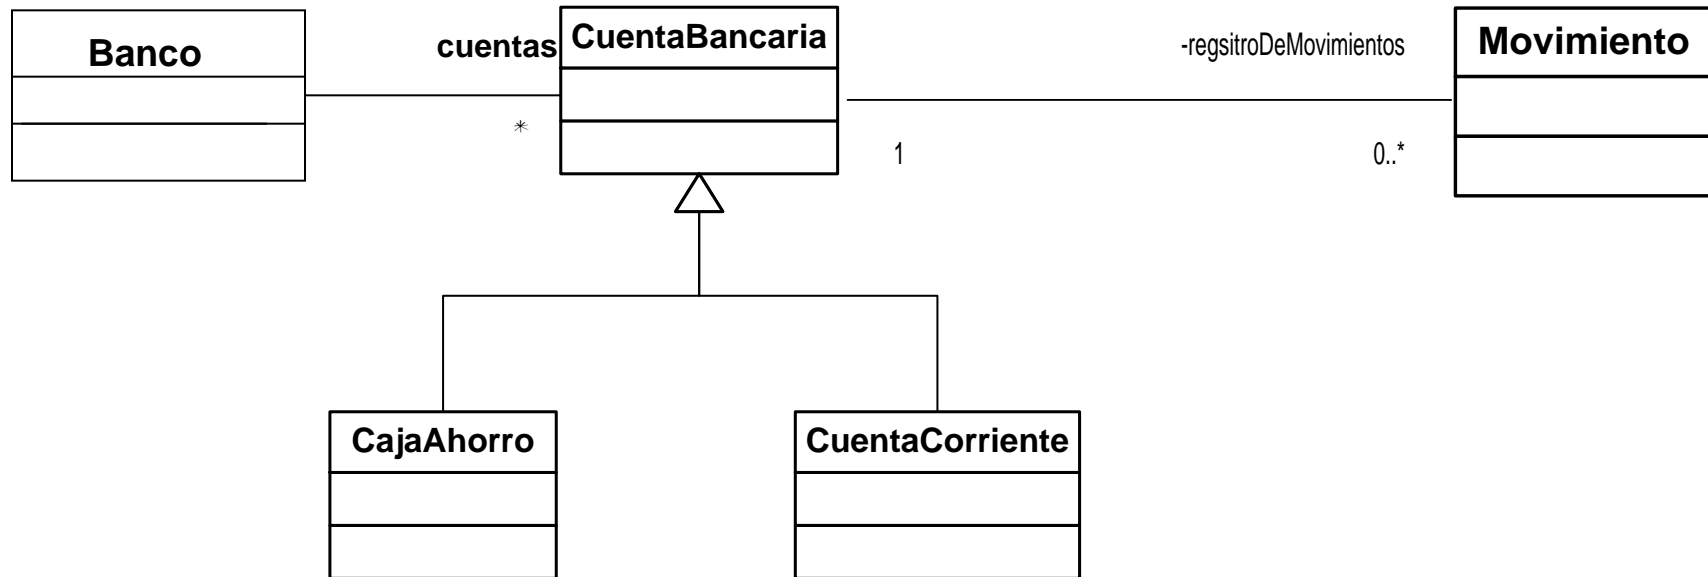 Banco
cuentas
CuentaBancaria
-regsitroDeMovimientos
Movimiento
*
1
0..*
CajaAhorro
CuentaCorriente